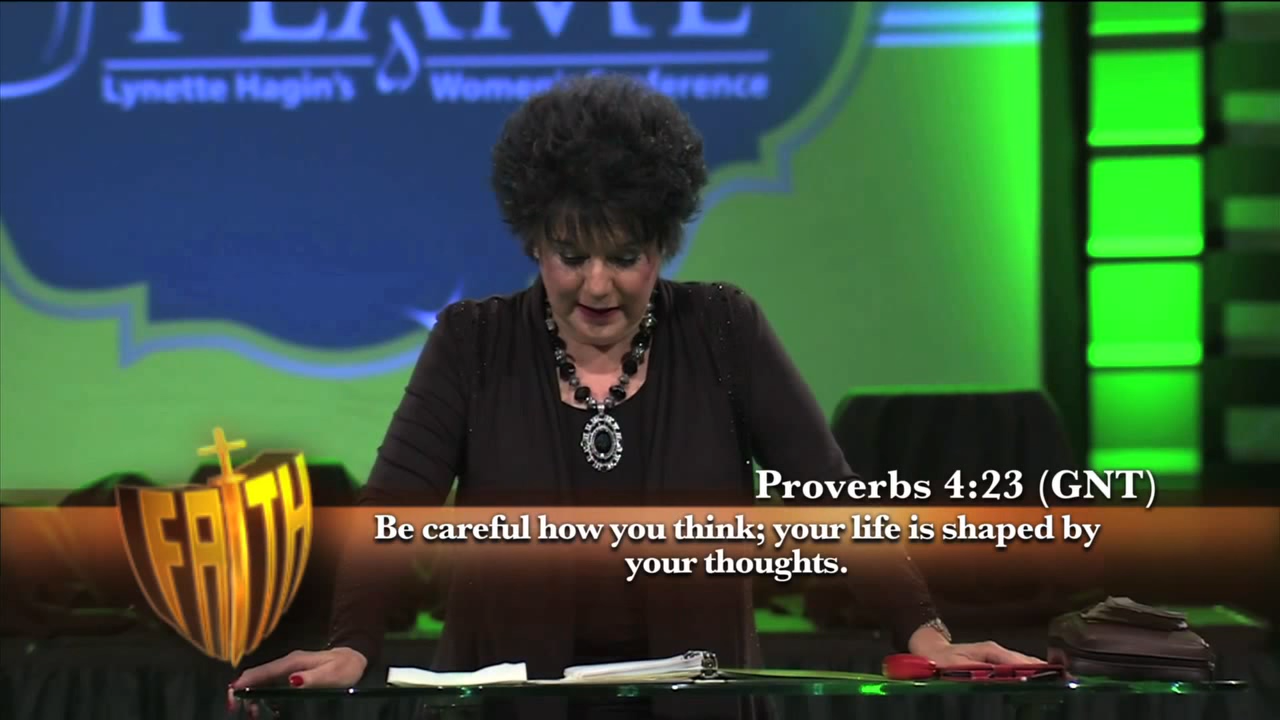 FLAME
Lynette Hagin's Women's Conference
Proverbs 4:23 (GNT)
Be careful how you think; your life is shaped by
your thoughts.
FAITH